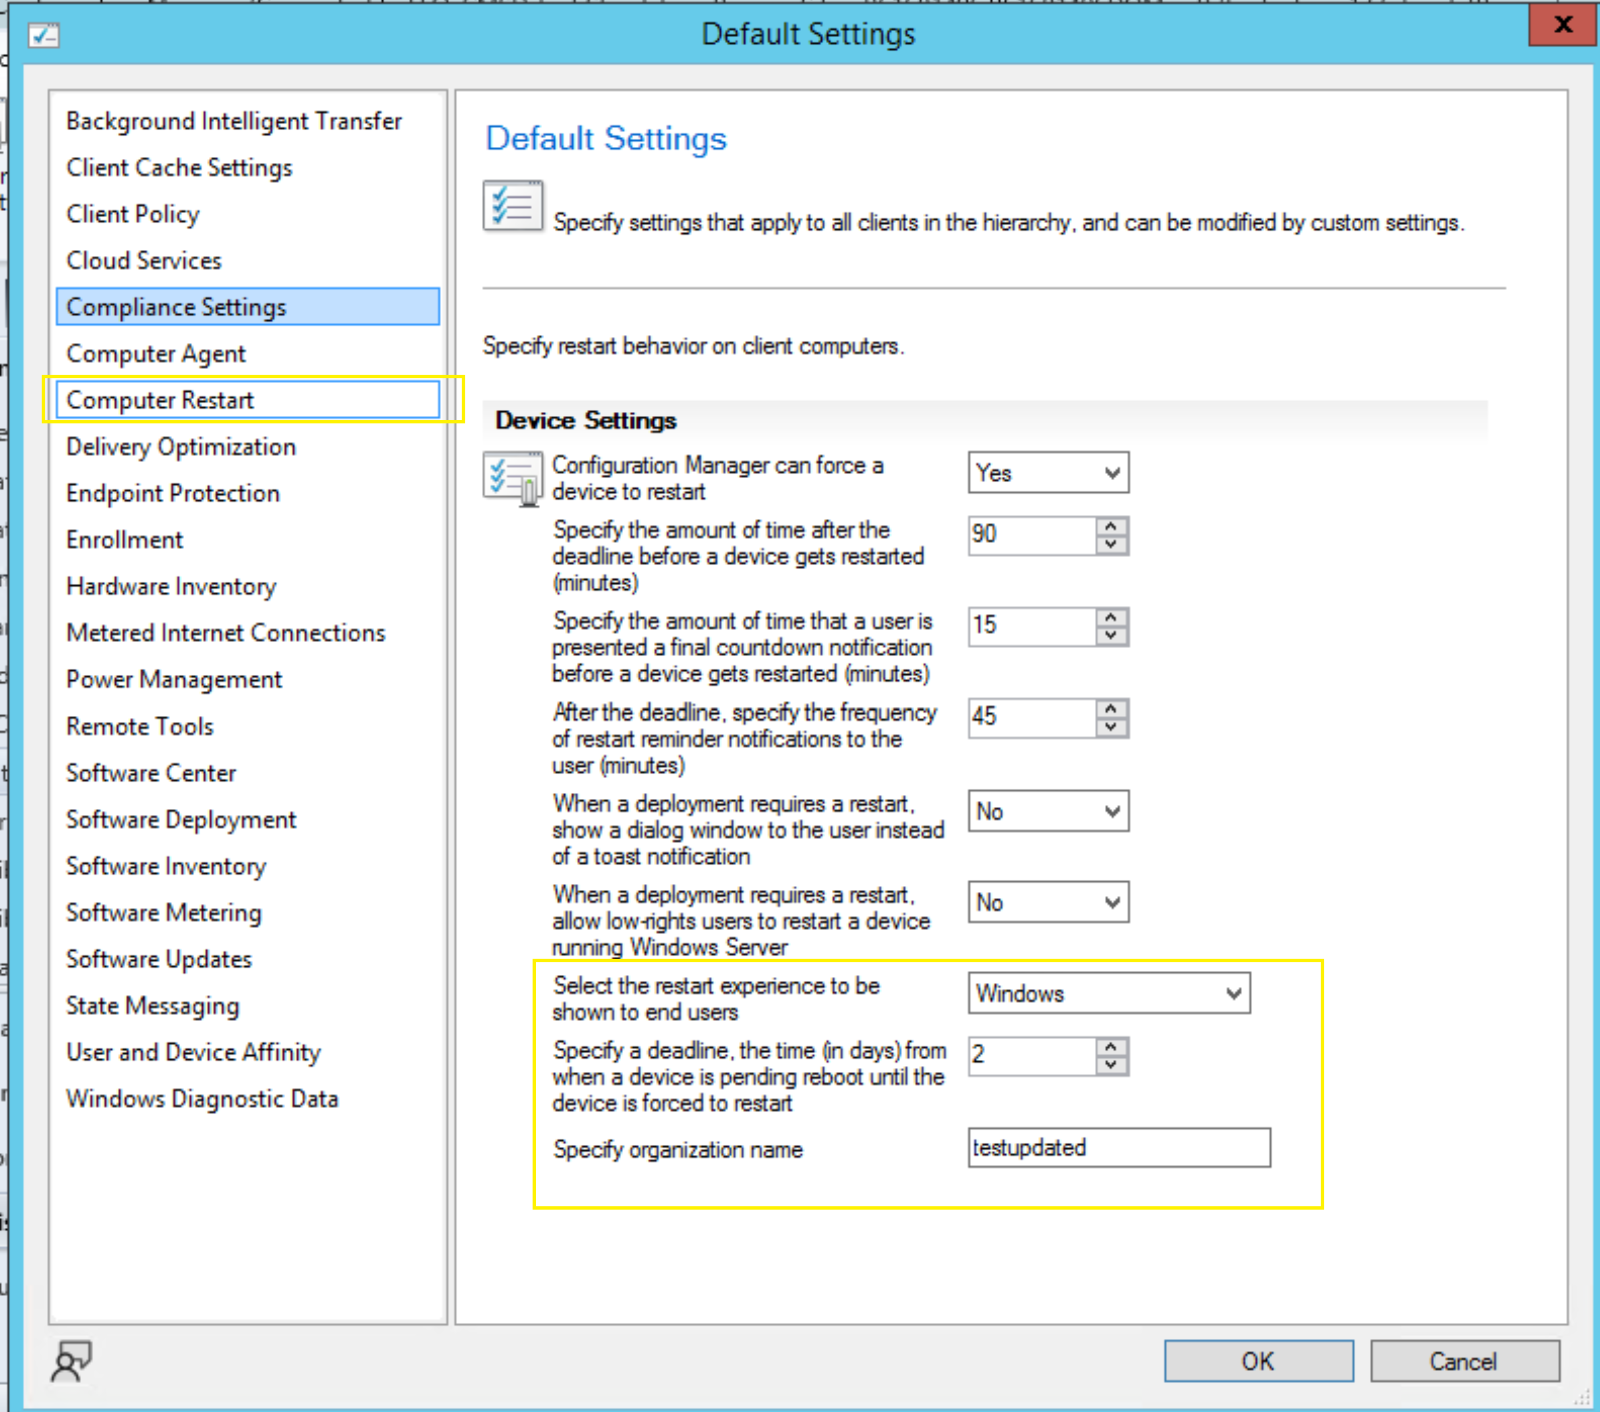 Default Settings
x
Background Intelligent Transfer
Client Cache Settings
Client Policy
Cloud Services
Compliance Settings
Computer Agent
Computer Restart
Delivery Optimization
Endpoint Protection
Enrollment
Hardware Inventory
Metered Internet Connections
Power Management
Remote Tools
Software Center
Software Deployment
Software Inventory
Software Metering
Software Updates
State Messaging
User and Device Affinity
Windows Diagnostic Data
Default Settings
Specify settings that apply to all clients in the hierarchy, and can be modified by custom settings.
Specify restart behavior on client computers.
Device Settings
Configuration Manager can force a
device to restart
Yes
Specify the amount of time after the
deadline before a device gets restarted
(minutes)
90
Specify the amount of time that a user is
presented a final countdown notification
before a device gets restarted (minutes)
15
After the deadline, specify the frequency
of restart reminder notifications to the
user (minutes)
45
When a deployment requires a restart,
show a dialog window to the user instead
of a toast notification
No
When a deployment requires a restart,
allow low-rights users to restart a device
running Windows Server
No
Select the restart experience to be
shown to end users
Windows
Specify a deadline, the time (in days) from
when a device is pending reboot until the
device is forced to restart
2
Specify organization name
testupdated
OK
Cancel